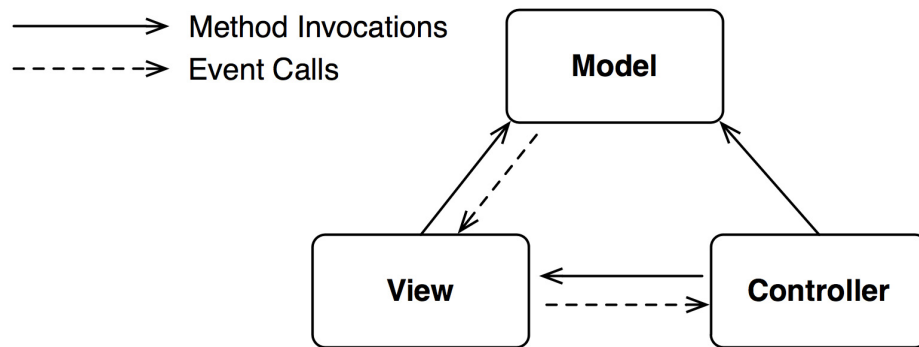 Method Invocations
Event Calls
Model
View
Controller